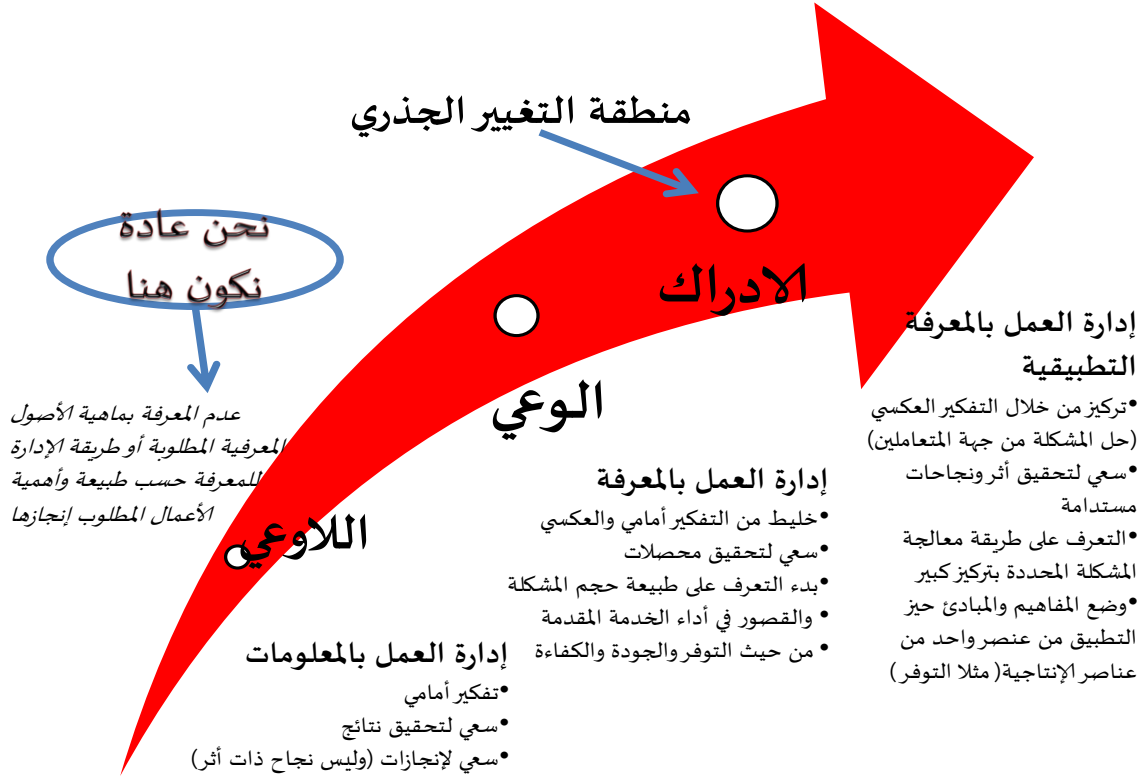 منطقة التغيير الجذري
نحن عادة
نكون هنا
عدم المعرفة بماهية الأصول
المعرفية المطلوبة أو طريقة الإدارة
للمعرفة حسب طبيعة وأهمية
الأعمال المطلوب إنجازها
الادراك
الوعي
اللاوعي
إدارة العمل بالمعرفة
التطبيقية
•تركيز من خلال التفكير العكسي
(حل المشكلة من جهة المتعاملين)
•سعي لتحقيق أثر ونجاحات
مستدامة
•التعرف على طريقة معالجة
المشكلة المحددة بتركيز كبير
•وضع المفاهيم والمبادئ حيز
التطبيق من عنصر واحد من
عناصر الإنتاجية( مثلا التوفر )
إدارة العمل بالمعرفة
•خليط من التفكير أمامي والعكسي
•سعي لتحقيق محصلات
•بدء التعرف على طبيعة حجم المشكلة
• والقصور في أداء الخدمة المقدمة
• من حيث التوفر والجودة والكفاءة
إدارة العمل بالمعلومات
•تفكير أمامي
•سعي لتحقيق نتائج
•سعي لإنجازات (وليس نجاح ذات أثر)